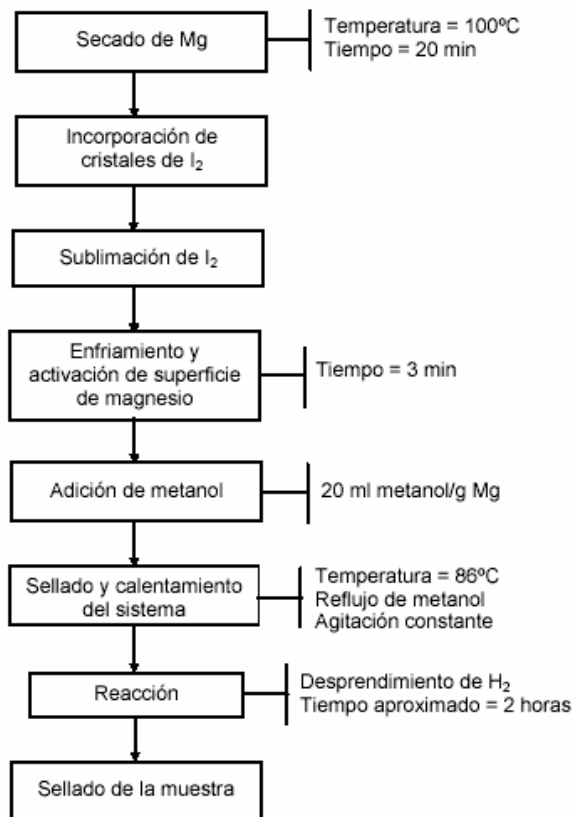 Secado de Mg
Temperatura = 100ºC
Tiempo = 20 min
Incorporación de
cristales de I₂
Sublimación de I₂
Enfriamiento y
activación de superficie
de magnesio
Tiempo = 3 min
Adición de metanol
20 ml metanol/g Mg
Sellado y calentamiento
del sistema
Temperatura = 86ºC
Reflujo de metanol
Agitación constante
Reacción
Desprendimiento de H₂
Tiempo aproximado = 2 horas
Sellado de la muestra